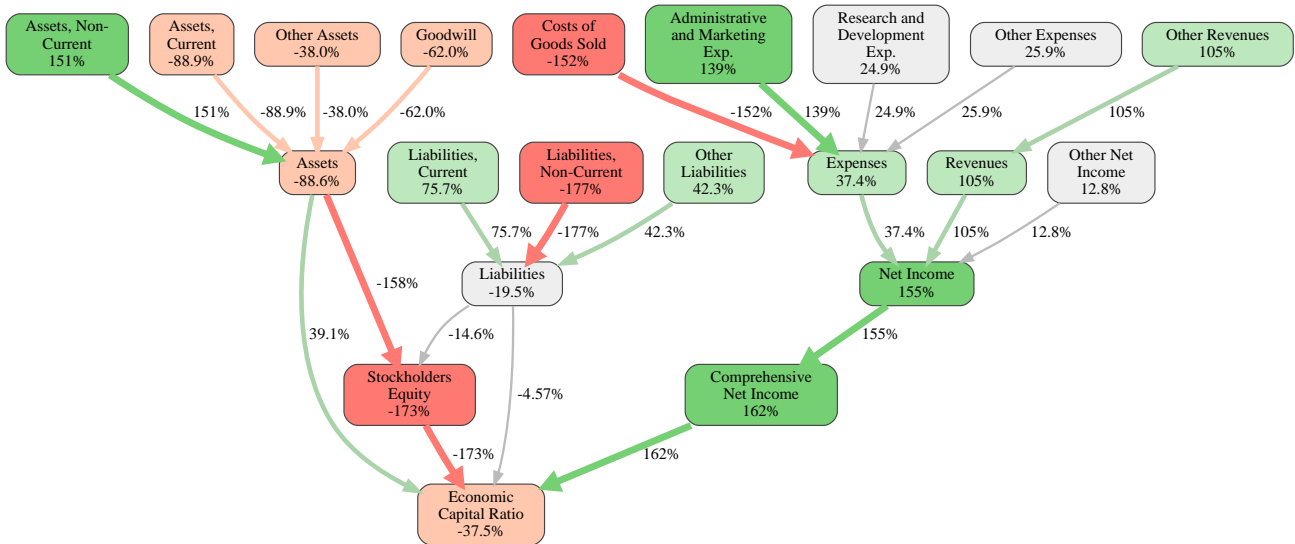 Assets, Non-
Current
151%
Assets,
Current
-88.9%
Other Assets
-38.0%
Goodwill
-62.0%
Costs of
Goods Sold
-152%
Administrative
and Marketing
Exp.
139%
Research and
Development
Exp.
24.9%
Other Expenses
25.9%
Other Revenues
105%
151%
-88.9%
-38.0%
-62.0%
-152%
139%
24.9%
25.9%
105%
Assets
-88.6%
Liabilities,
Current
75.7%
Liabilities,
Non-Current
-177%
Other
Liabilities
42.3%
Expenses
37.4%
Revenues
105%
Other Net
Income
12.8%
75.7%
-177%
42.3%
37.4%
105%
12.8%
Liabilities
-19.5%
Net Income
155%
-158%
39.1%
-14.6%
-4.57%
155%
Stockholders
Equity
-173%
Comprehensive
Net Income
162%
-173%
162%
Economic
Capital Ratio
-37.5%